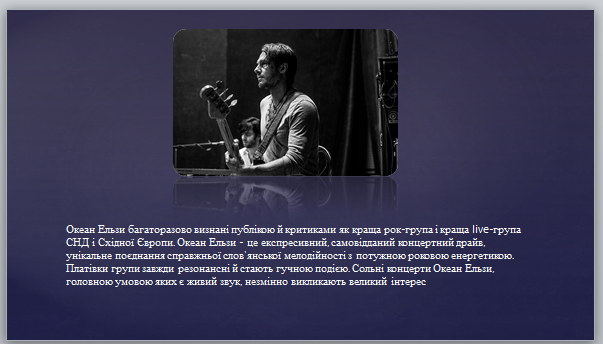 Океан Ельзи багаторазово визнані публікою й критиками як краща рок-група і краща live-група
СНД і Східної Європи. Океан Ельзи - це експресивний, самовідданий концертний драйв,
унікальне поєднання справжньої слов'янської мелодійності з потужною роковою енергетикою.
Платівки групи завжди резонансні й стають гучною подією. Сольні концерти Океан Ельзи,
головною умовою яких є живий звук, незмінно викликають великий інтерес